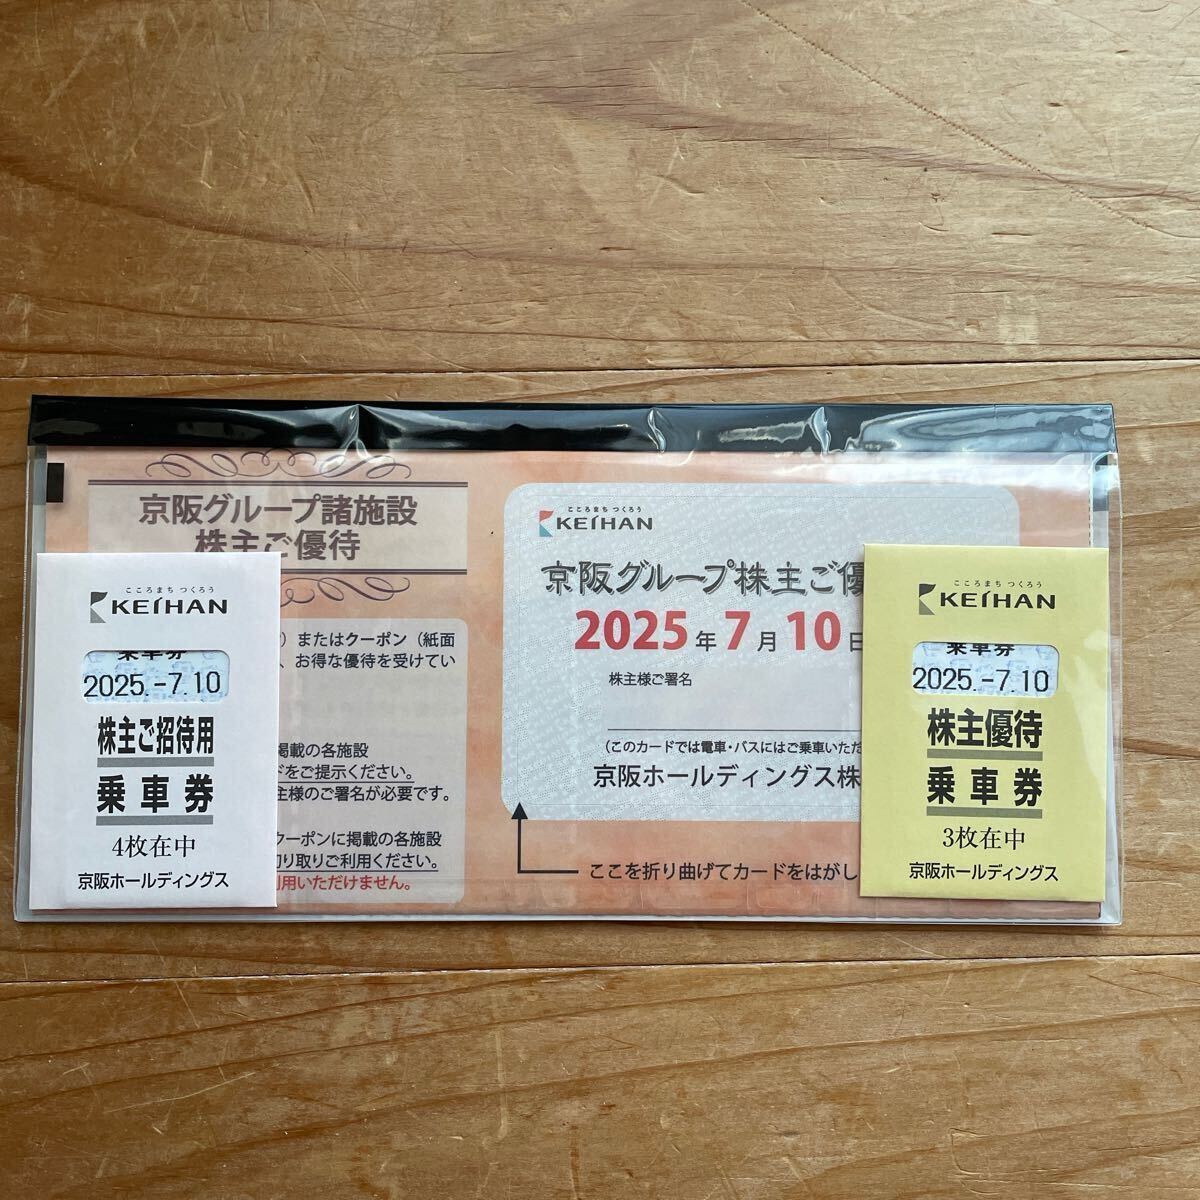 京阪グループ諸施設
株主ご優待
）またはクーポン（紙面
、お得な優待を受けてい
掲載の各施設
ドをご提示ください。
主様のご署名が必要です。
クーポンに掲載の各施設
切り取りご利用ください。
用いただけません。
こころまち つくろう
KEIHAN
京阪グループ株主ご優
2025年7月10日
株主様ご署名
（このカードでは電車・バスにはご乗車いただ
京阪ホールディングス株
ここを折り曲げてカードをはがし
こころまち つくろう
KEIHAN
乗車券
2025.-7.10
株主ご招待用
乗車券
4枚在中
京阪ホールディングス
こころまち つくろう
KEIHAN
乗車券
2025.-7.10
株主優待
乗車券
3枚在中
京阪ホールディングス